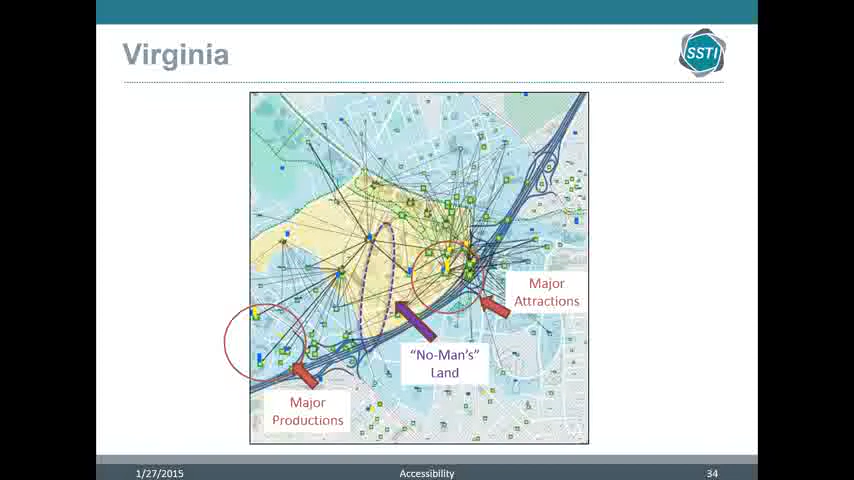 Virginia
SSTI
Major
Attractions
"No-Man's"
Land
Major
Productions
1/27/2015
Accessibility
34